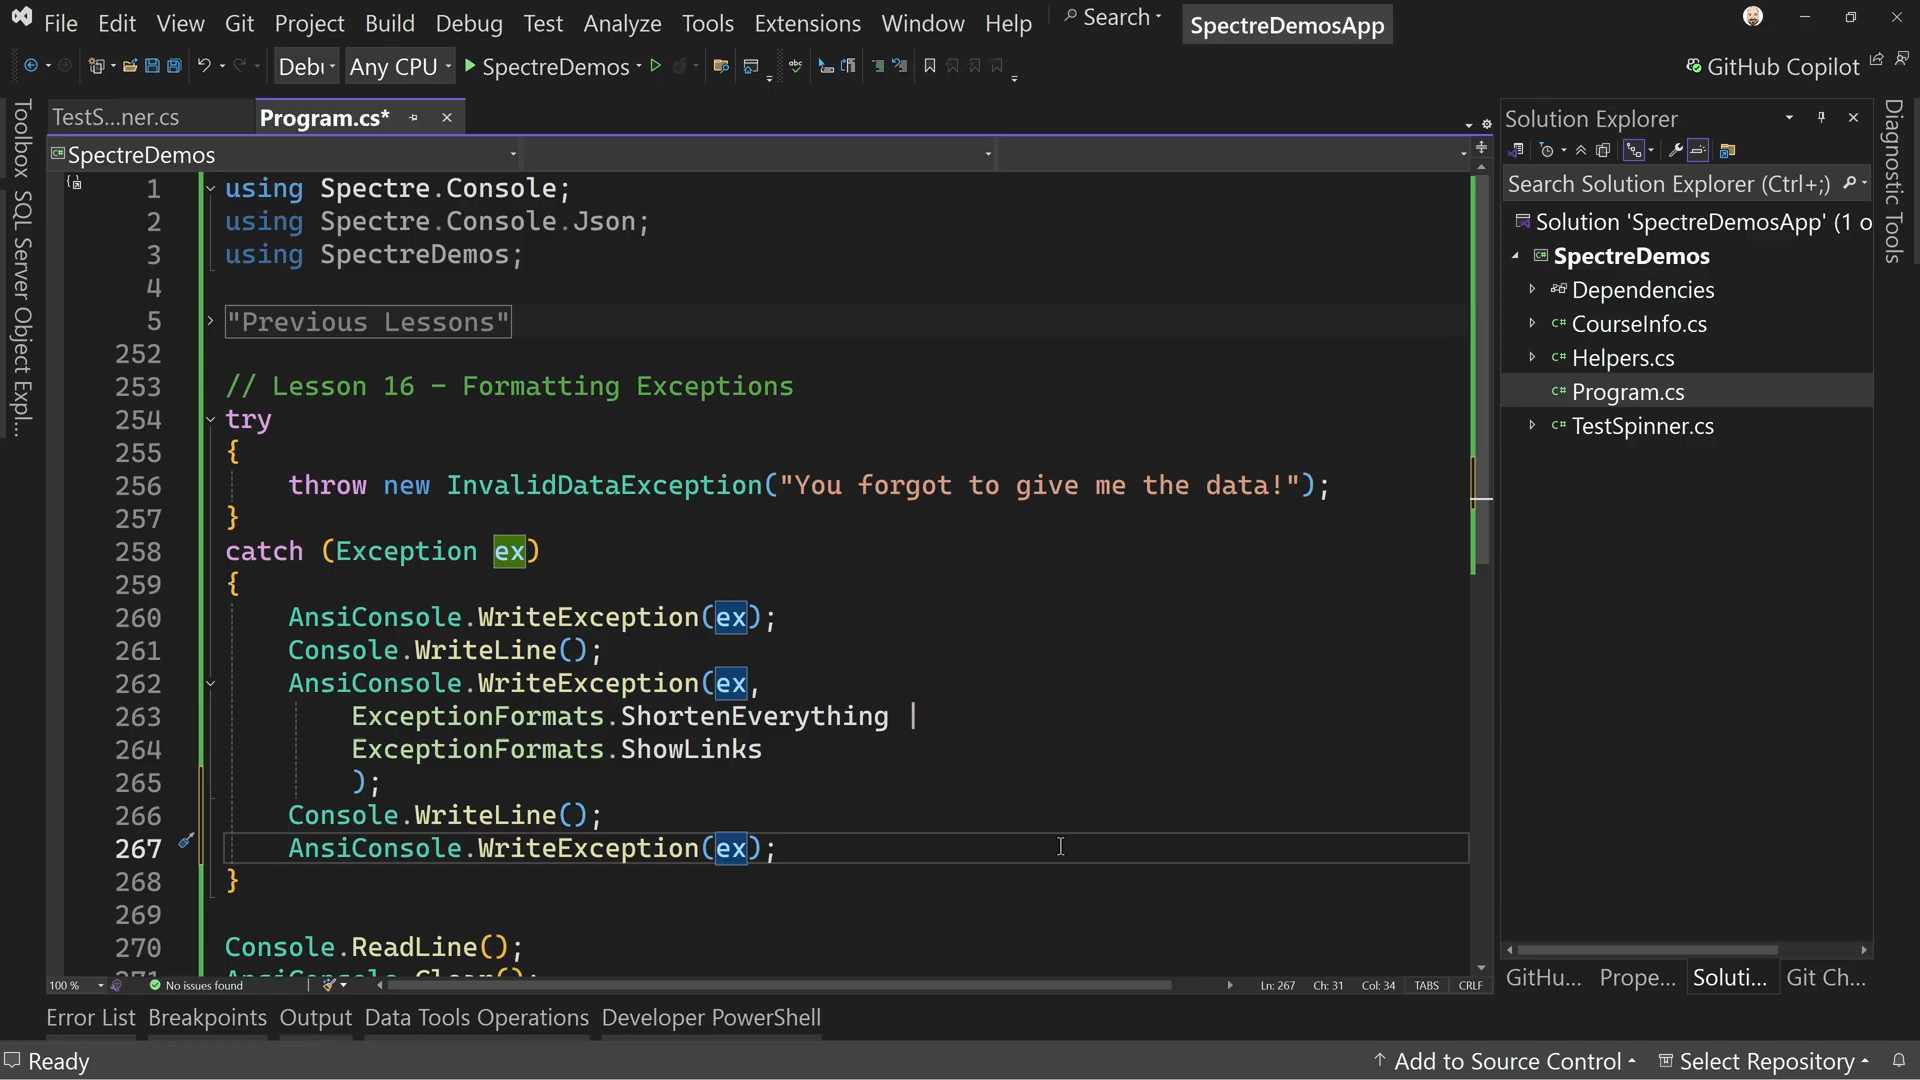 File Edit View Git Project Build Debug Test Analyze Tools Extensions Window Help Search SpectreDemosApp
Any CPU SpectreDemos GitHub Copilot
TestS...ner.cs Program.cs*
SpectreDemos
1 using Spectre.Console;
2 using Spectre.Console.Json;
3 using SpectreDemos;
4
5 "Previous Lessons"
252
253 // Lesson 16 - Formatting Exceptions
254 try
255 {
256 throw new InvalidDataException("You forgot to give me the data!");
257 }
258 catch (Exception ex)
259 {
260 AnsiConsole.WriteException(ex);
261 Console.WriteLine();
262 AnsiConsole.WriteException(ex,
263 ExceptionFormats.ShortenEverything |
264 ExceptionFormats.ShowLinks
265 );
266 Console.WriteLine();
267 AnsiConsole.WriteException(ex);
268 }
269
270 Console.ReadLine();
271 AnsiConsole.Clear();
100 % No issues found Ln: 267 Ch: 31 Col: 34 TABS CRLF
Error List Breakpoints Output Data Tools Operations Developer PowerShell
Ready Add to Source Control Select Repository
Toolbox
SQL Server Object Expl...
Solution Explorer
Search Solution Explorer (Ctrl+;)
Solution 'SpectreDemosApp' (1 o
SpectreDemos
Dependencies
C# CourseInfo.cs
C# Helpers.cs
C# Program.cs
C# TestSpinner.cs
GitHu... Prope... Soluti... Git Ch...
Diagnostic Tools